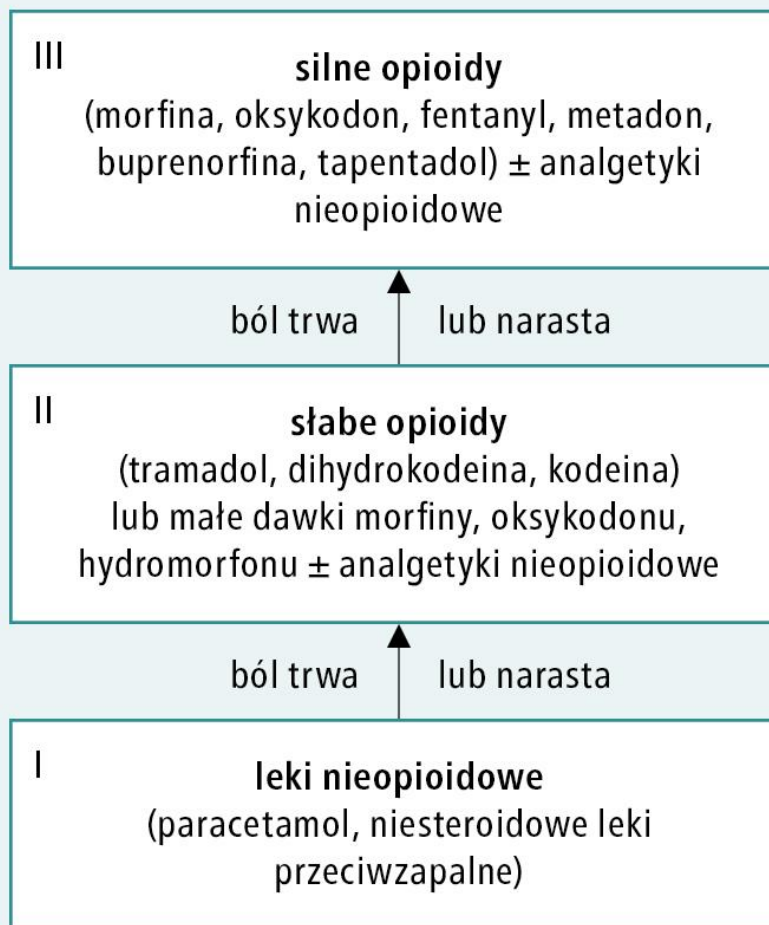 III
silne opioidy
(morfina, oksykodon, fentanyl, metadon,
buprenorfina, tapentadol) ± analgetyki
nieopioidowe
ból trwa lub narasta
II
słabe opioidy
(tramadol, dihydrokodeina, kodeina)
lub małe dawki morfiny, oksykodonu,
hydromorfonu ± analgetyki nieopioidowe
ból trwa lub narasta
I
leki nieopioidowe
(paracetamol, niesteroidowe leki
przeciwzapalne)